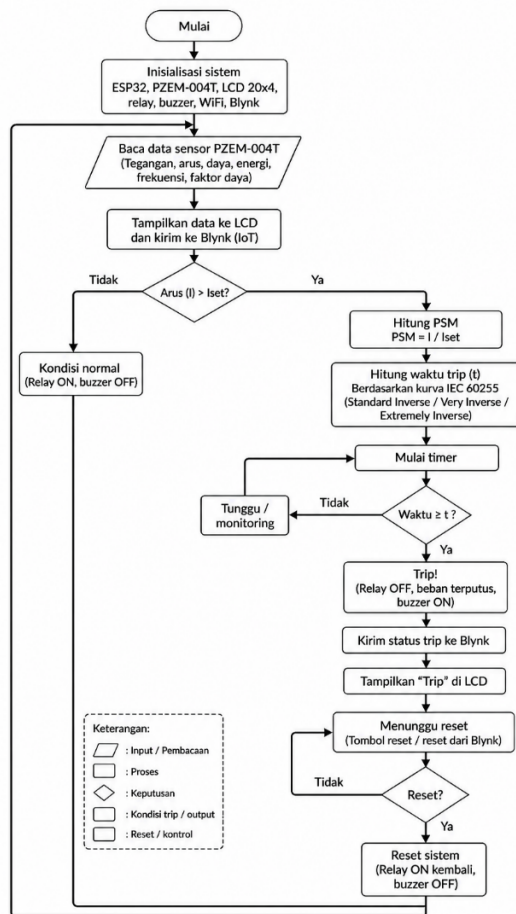 Mulai
Inisialisasi sistem
ESP32, PZEM-004T, LCD 20x4,
relay, buzzer, WiFi, Blynk
Baca data sensor PZEM-004T
(Tegangan, arus, daya, energi,
frekuensi, faktor daya)
Tampilkan data ke LCD
dan kirim ke Blynk (IoT)
Tidak
Arus (I) > Iset?
Ya
Kondisi normal
(Relay ON, buzzer OFF)
Hitung PSM
PSM = I / Iset
Hitung waktu trip (t)
Berdasarkan kurva IEC 60255
(Standard Inverse / Very Inverse /
Extremely Inverse)
Mulai timer
Tunggu /
monitoring
Tidak
Waktu ≥ t ?
Ya
Trip!
(Relay OFF, beban terputus,
buzzer ON)
Kirim status trip ke Blynk
Tampilkan “Trip” di LCD
Menunggu reset
(Tombol reset / reset dari Blynk)
Tidak
Reset?
Ya
Reset sistem
(Relay ON kembali,
buzzer OFF)
Keterangan:
: Input / Pembacaan
: Proses
: Keputusan
: Kondisi trip / output
: Reset / kontrol